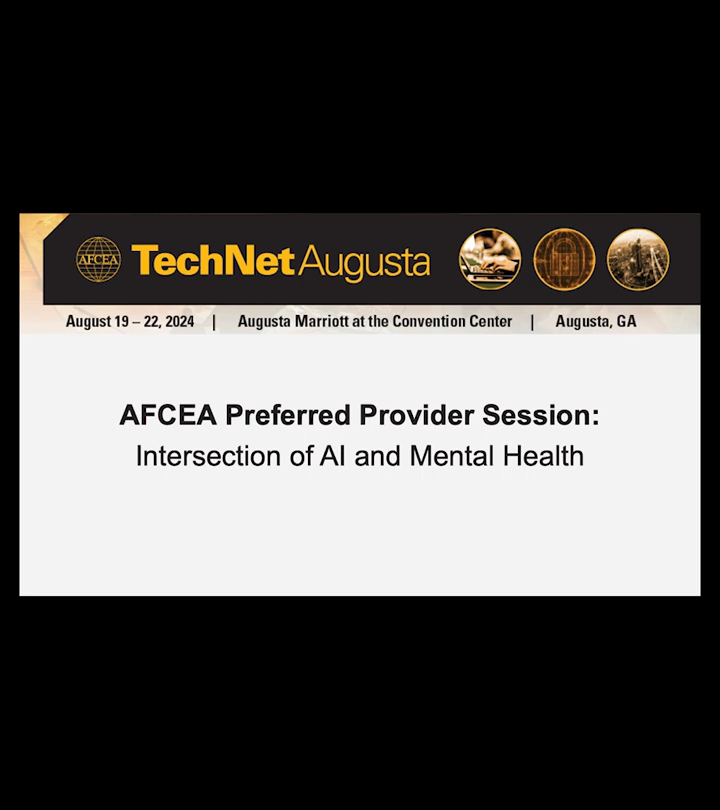 AFCEA TechNet Augusta
August 19 – 22, 2024 | Augusta Marriott at the Convention Center | Augusta, GA
AFCEA Preferred Provider Session:
Intersection of AI and Mental Health